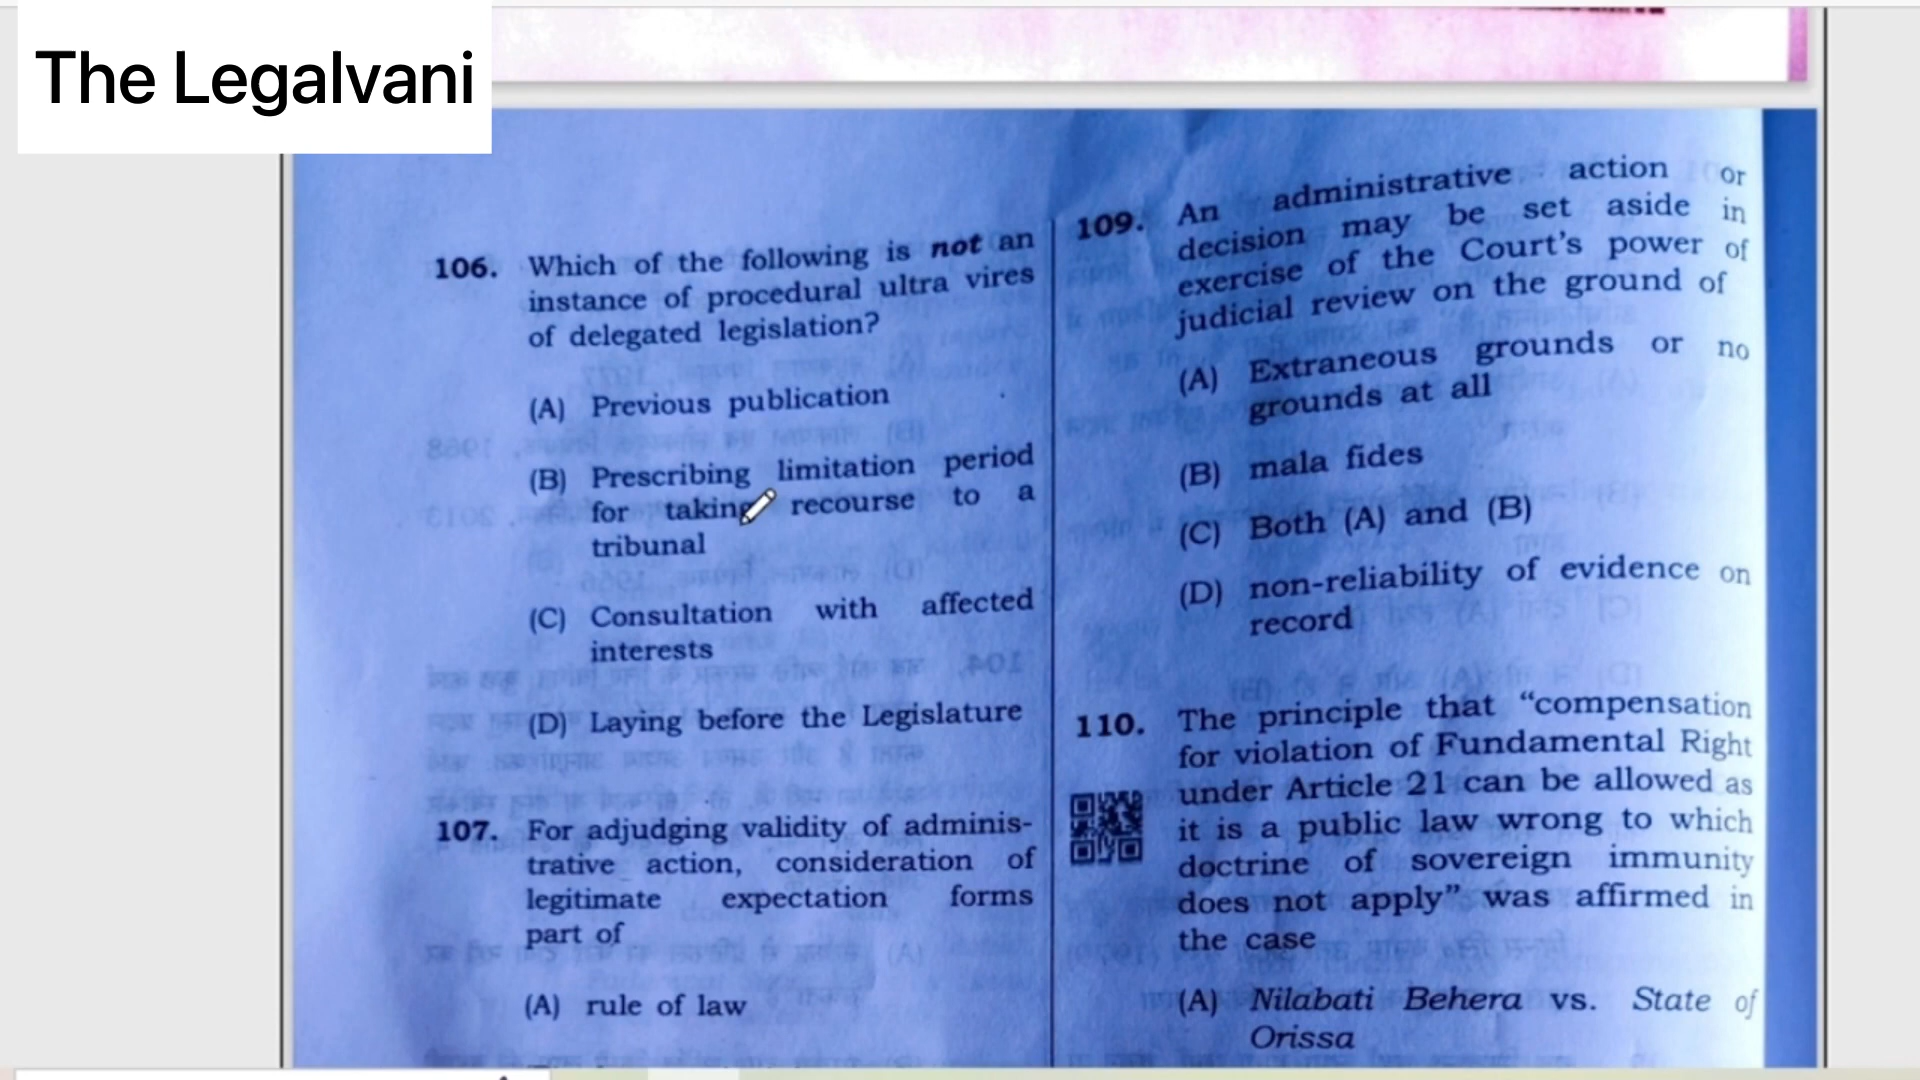 The Legalvani
106. Which of the following is not an
instance of procedural ultra vires
of delegated legislation?
(A) Previous publication
(B) Prescribing limitation period
for taking recourse to a
tribunal
(C) Consultation with affected
interests
(D) Laying before the Legislature
107. For adjudging validity of adminis-
trative action, consideration of
legitimate expectation forms
part of
(A) rule of law
109. An administrative action or
decision may be set aside in
exercise of the Court's power of
judicial review on the ground of
(A) Extraneous grounds or no
grounds at all
(B) mala fides
(C) Both (A) and (B)
(D) non-reliability of evidence on
record
110. The principle that “compensation
for violation of Fundamental Right
under Article 21 can be allowed as
it is a public law wrong to which
doctrine of sovereign immunity
does not apply” was affirmed in
the case
(A) Nilabati Behera vs. State of
Orissa